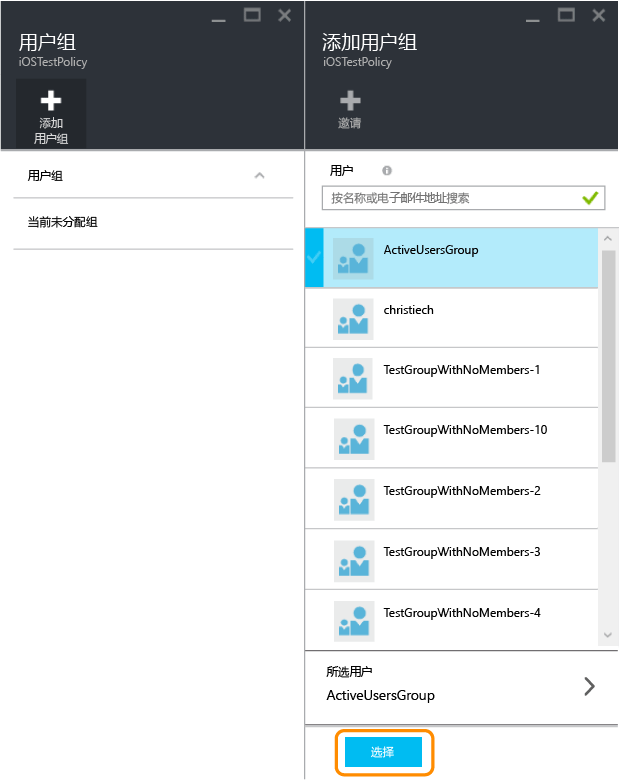 用户组
iOSTestPolicy
添加
用户组
用户组
当前未分配组
添加用户组
iOSTestPolicy
邀请
用户
按名称或电子邮件地址搜索
ActiveUsersGroup
christiech
TestGroupWithNoMembers-1
TestGroupWithNoMembers-10
TestGroupWithNoMembers-2
TestGroupWithNoMembers-3
TestGroupWithNoMembers-4
所选用户
ActiveUsersGroup
选择